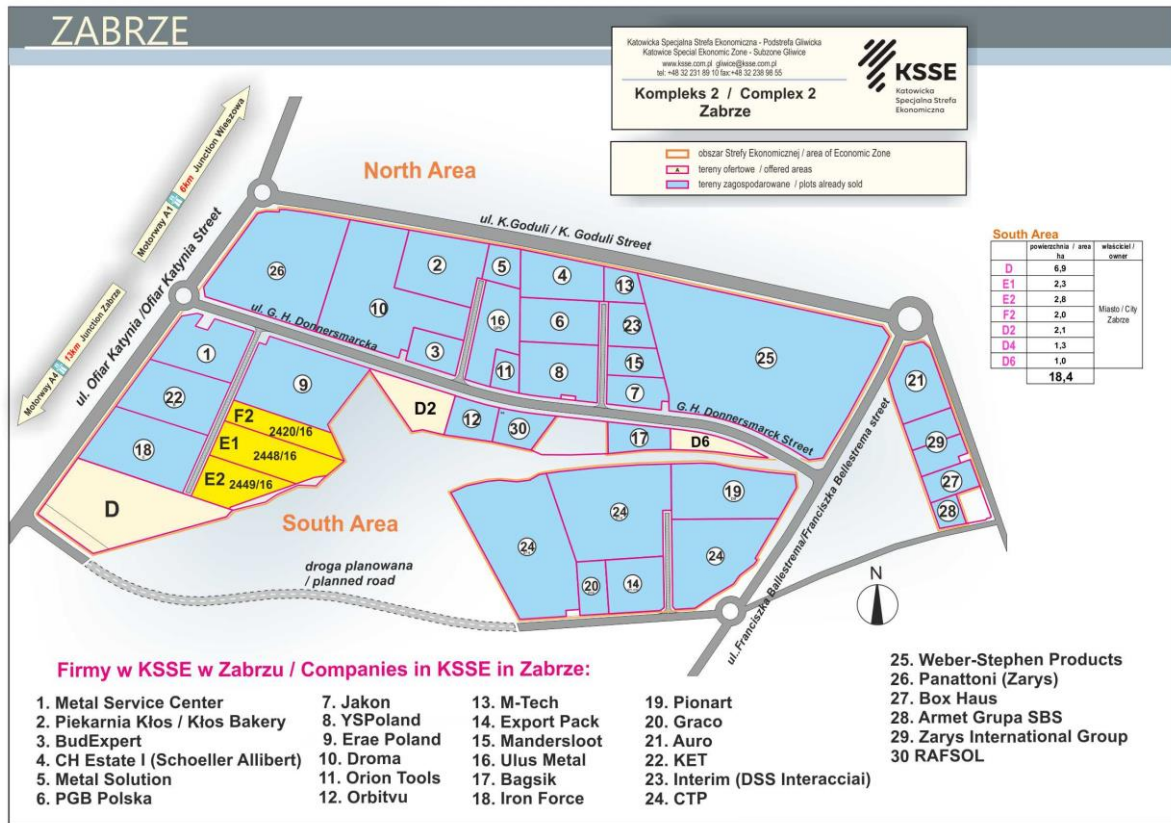 ZABRZE
Katowicka Specjalna Strefa Ekonomiczna - Podstrefa Gliwicka
Katowice Special Ekonomic Zone - Subzone Gliwice
www.ksse.com.pl gliwice@ksse.com.pl
tel: +48 32 231 89 10 fax:+48 32 238 98 55
Kompleks 2 / Complex 2
Zabrze
KSSE
Katowicka
Specjalna Strefa
Ekonomiczna
obszar Strefy Ekonomicznej / area of Economic Zone
A
tereny ofertowe / offered areas
tereny zagospodarowane / plots already sold
Motorway A1 6km Junction Wieszowa
Motorway A4 13km Junction Zabrze
ul. Ofiar Katynia /Ofiar Katynia Street
North Area
ul. K.Goduli / K. Goduli Street
ul. G. H. Donnersmarcka
G. H. Donnersmarck Street
ul..Franciszka Ballestrema/Franciszka Bellestrema street
26
10
2
3
5
16
11
4
6
8
13
23
15
7
25
1
22
18
9
F2
2420/16
E1
2448/16
E2
2449/16
D
D2
12
30
17
D6
21
29
27
28
24
24
19
24
20
14
South Area
droga planowana
/ planned road
N
South Area
powierzchnia / area
ha
właściciel /
owner
D 6,9
E1 2,3
E2 2,8
F2 2,0
D2 2,1
D4 1,3
D6 1,0
18,4
Miasto / City
Zabrze
Firmy w KSSE w Zabrzu / Companies in KSSE in Zabrze:
1. Metal Service Center
2. Piekarnia Kłos / Kłos Bakery
3. BudExpert
4. CH Estate I (Schoeller Allibert)
5. Metal Solution
6. PGB Polska
7. Jakon
8. YSPoland
9. Erae Poland
10. Droma
11. Orion Tools
12. Orbitvu
13. M-Tech
14. Export Pack
15. Mandersloot
16. Ulus Metal
17. Bagsik
18. Iron Force
19. Pionart
20. Graco
21. Auro
22. KET
23. Interim (DSS Interacciai)
24. CTP
25. Weber-Stephen Products
26. Panattoni (Zarys)
27. Box Haus
28. Armet Grupa SBS
29. Zarys International Group
30 RAFSOL